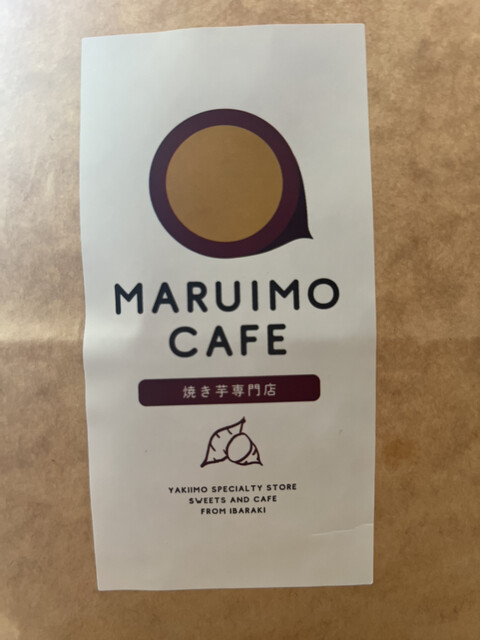 MARUIMO
CAFE
焼き芋専門店
YAKIIMO SPECIALTY STORE
SWEETS AND CAFE
FROM IBARAKI